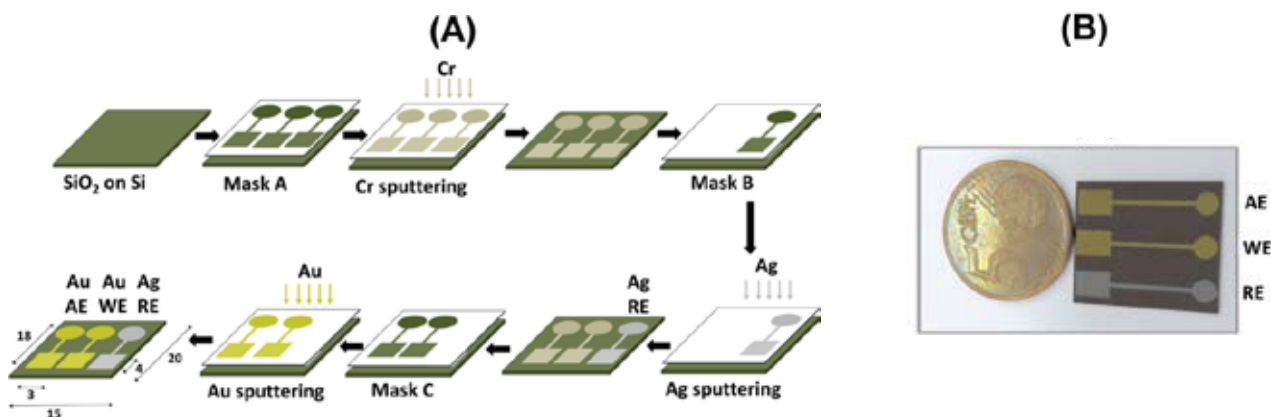 (A)
Cr
SiO₂ on Si
Mask A
Cr sputtering
Mask B
Au Au Ag
AE WE RE
18
20
4
3
15
Au
Au sputtering
Mask C
Ag
RE
Ag
Ag sputtering
(B)
AE
WE
RE